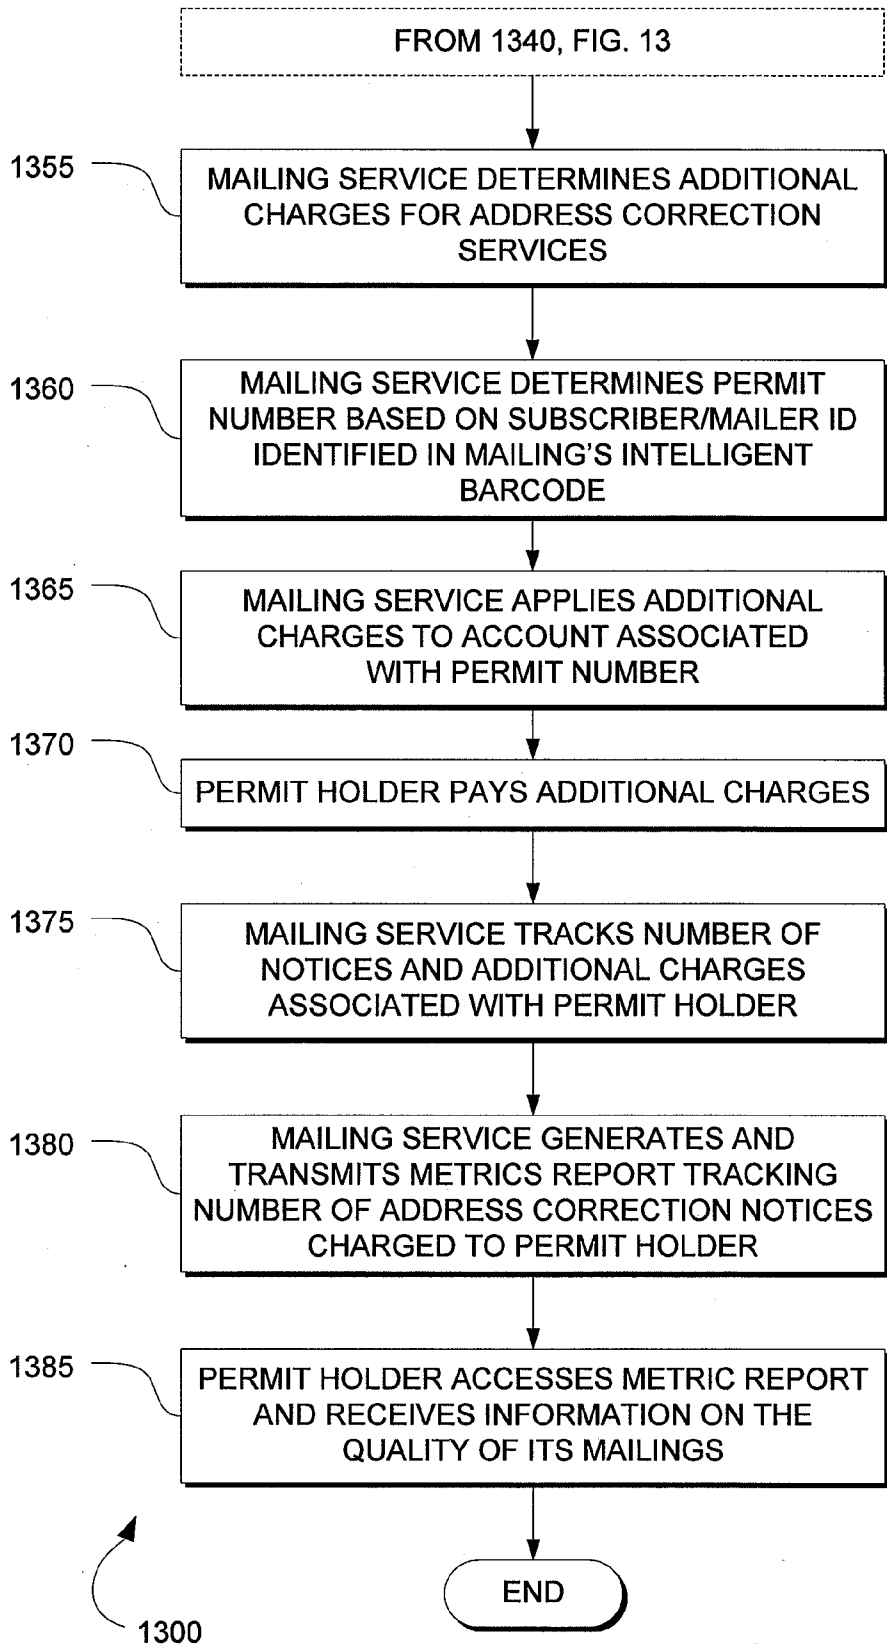 FROM 1340, FIG. 13
1355
MAILING SERVICE DETERMINES ADDITIONAL
CHARGES FOR ADDRESS CORRECTION
SERVICES
1360
MAILING SERVICE DETERMINES PERMIT
NUMBER BASED ON SUBSCRIBER/MAILER ID
IDENTIFIED IN MAILING'S INTELLIGENT
BARCODE
1365
MAILING SERVICE APPLIES ADDITIONAL
CHARGES TO ACCOUNT ASSOCIATED
WITH PERMIT NUMBER
1370
PERMIT HOLDER PAYS ADDITIONAL CHARGES
1375
MAILING SERVICE TRACKS NUMBER OF
NOTICES AND ADDITIONAL CHARGES
ASSOCIATED WITH PERMIT HOLDER
1380
MAILING SERVICE GENERATES AND
TRANSMITS METRICS REPORT TRACKING
NUMBER OF ADDRESS CORRECTION NOTICES
CHARGED TO PERMIT HOLDER
1385
PERMIT HOLDER ACCESSES METRIC REPORT
AND RECEIVES INFORMATION ON THE
QUALITY OF ITS MAILINGS
END
1300